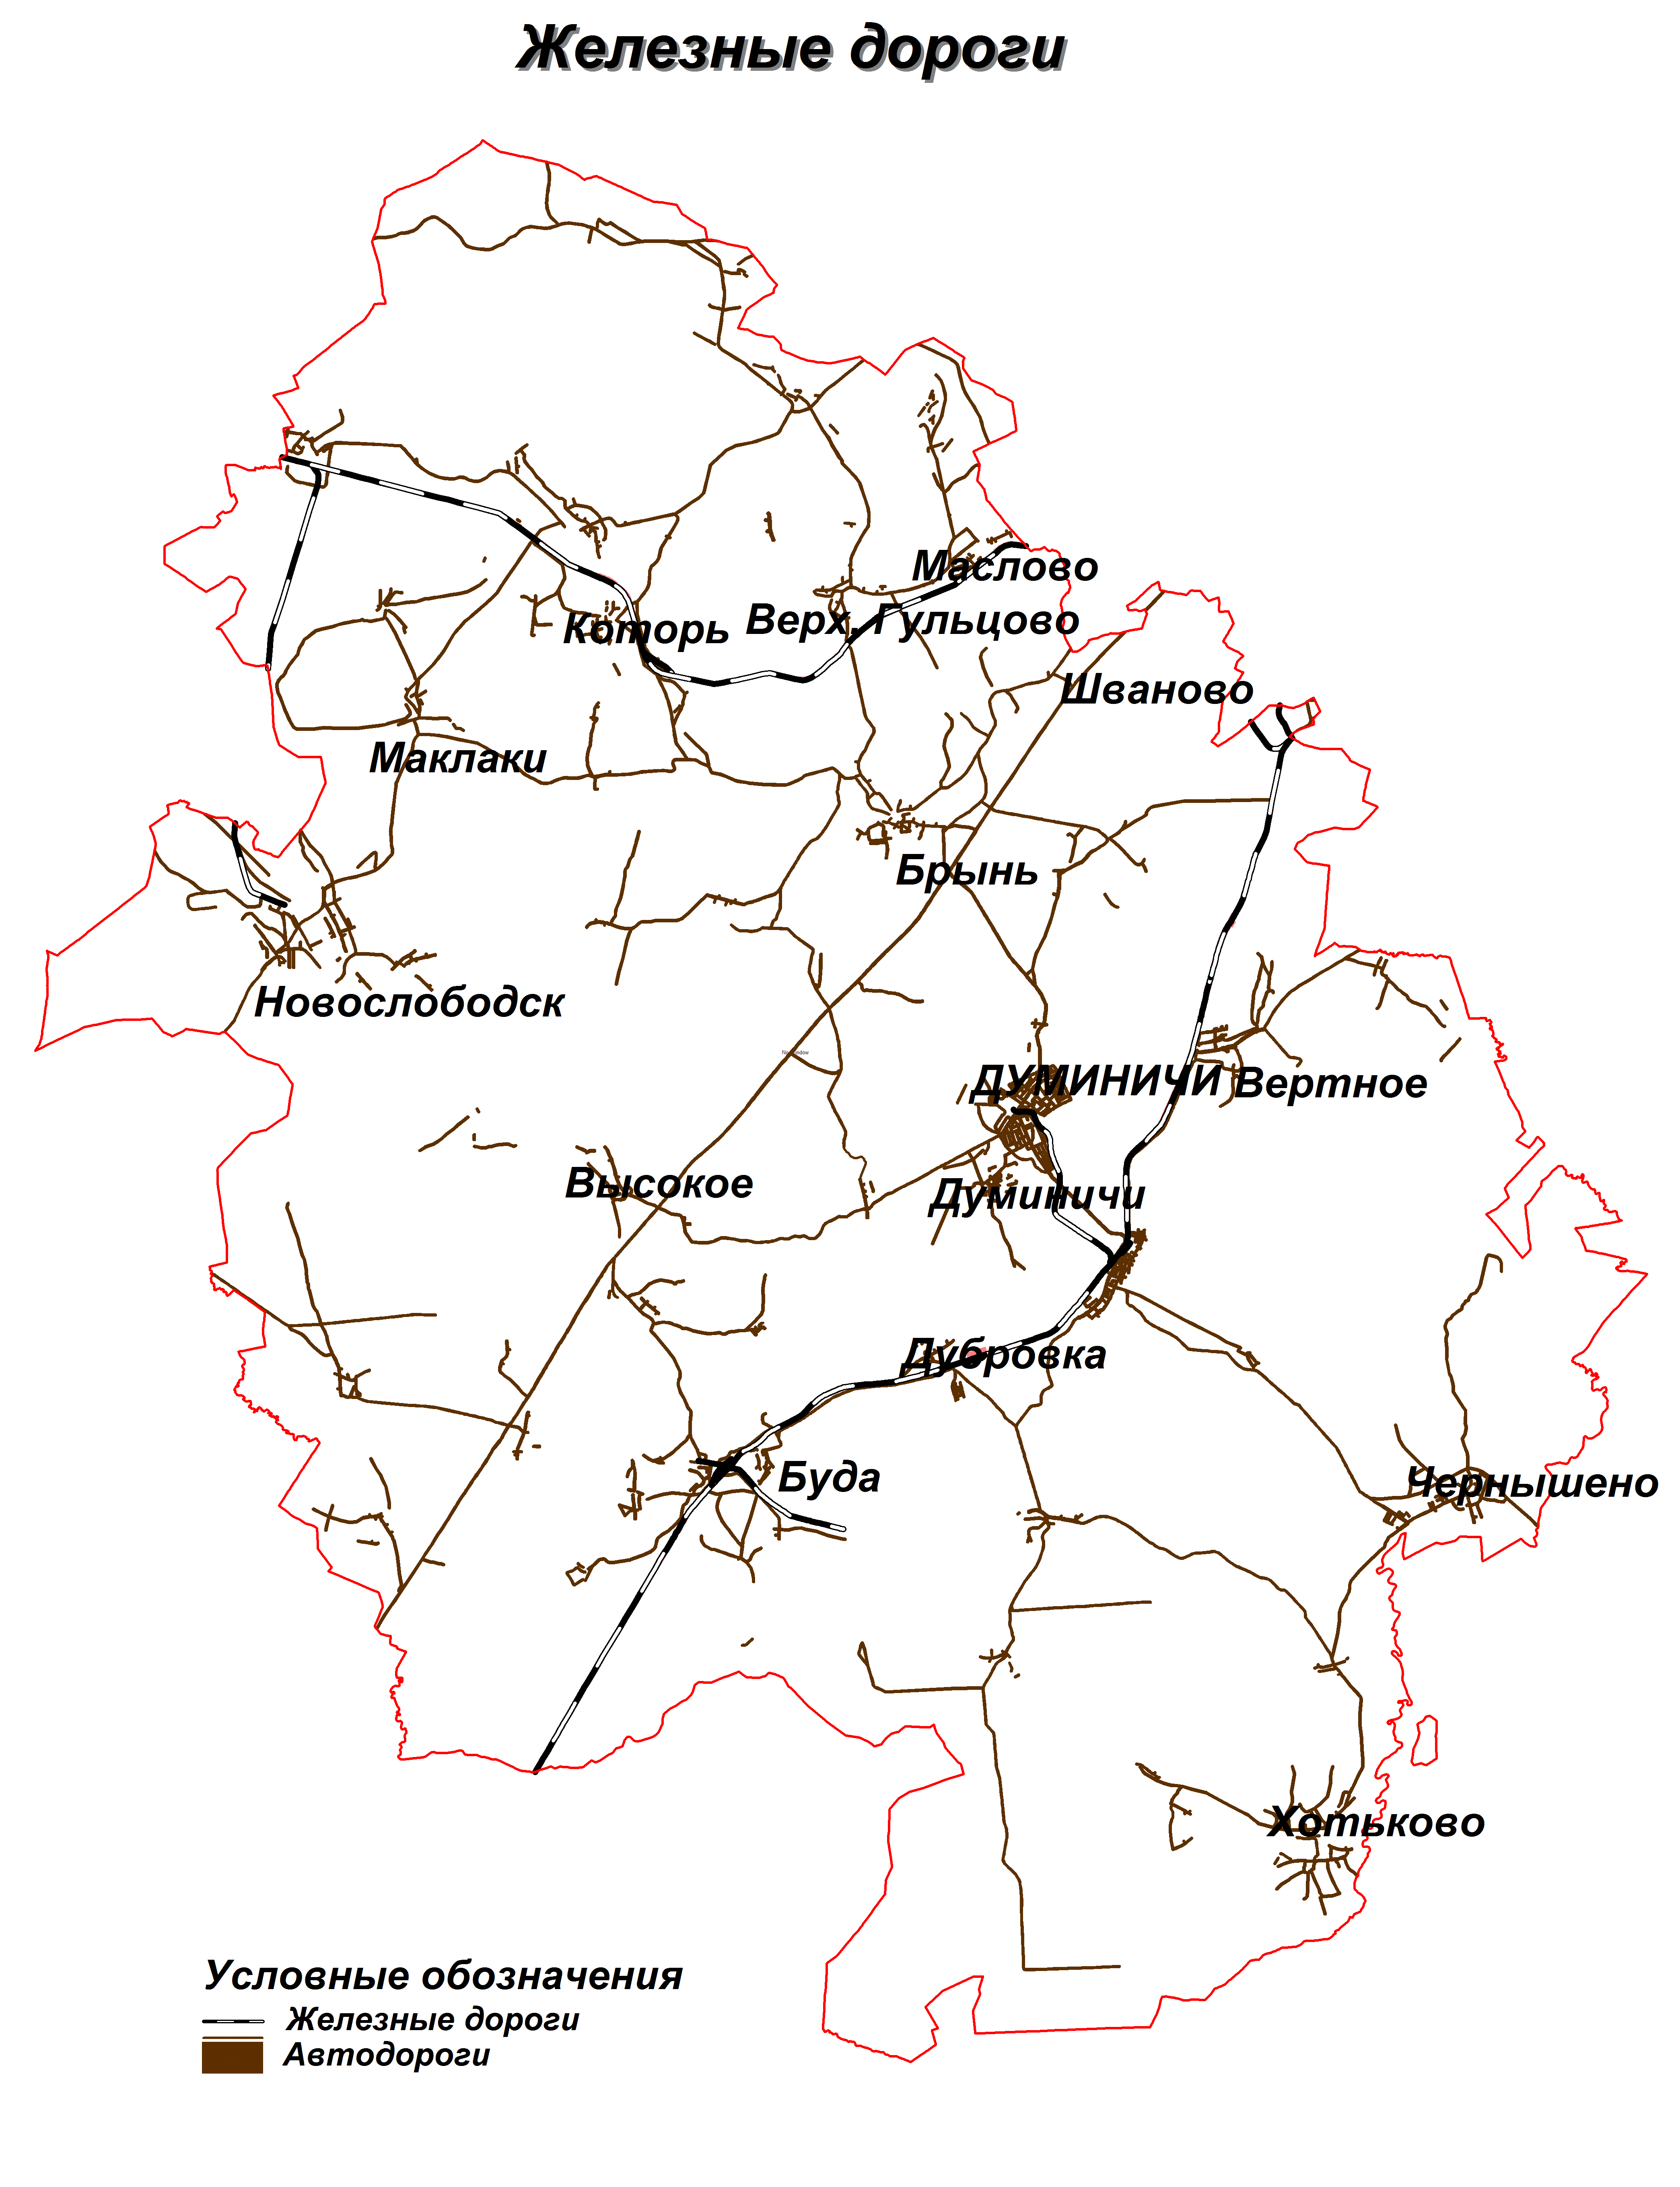 Железные дороги
Маслово
Которь
Верх. Гульцово
Шваново
Маклаки
Брынь
Новослободск
ДУМИНИЧИ
Вертное
Высокое
Думиничи
Дубровка
Буда
Чернышено
Хотьково
Условные обозначения
Железные дороги
Автодороги